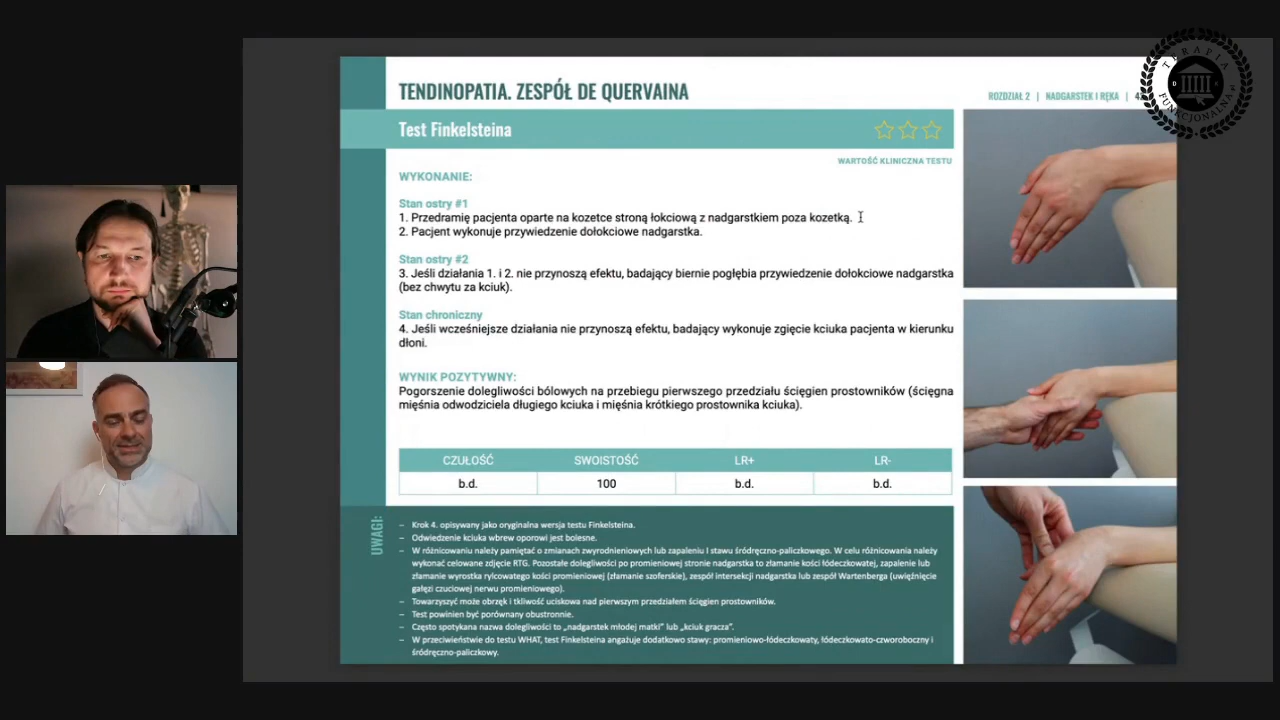 TERAPIA
FUNKCJONALNA
TENDINOPATIA. ZESPÓŁ DE QUERVAINA
ROZDZIAŁ 2 | NADGARSTEK I RĘKA |
Test Finkelsteina
WARTOŚĆ KLINICZNA TESTU
WYKONANIE:
Stan ostry #1
1. Przedramię pacjenta oparte na kozetce stroną łokciową z nadgarstkiem poza kozetką.
2. Pacjent wykonuje przywiedzenie dołokciowe nadgarstka.
Stan ostry #2
3. Jeśli działania 1. i 2. nie przynoszą efektu, badający biernie pogłębia przywiedzenie dołokciowe nadgarstka
(bez chwytu za kciuk).
Stan chroniczny
4. Jeśli wcześniejsze działania nie przynoszą efektu, badający wykonuje zgięcie kciuka pacjenta w kierunku
dłoni.
WYNIK POZYTYWNY:
Pogorszenie dolegliwości bólowych na przebiegu pierwszego przedziału ścięgien prostowników (ścięgna
mięśnia odwodziciela długiego kciuka i mięśnia krótkiego prostownika kciuka).
CZUŁOŚĆ SWOISTOŚĆ LR+ LR-
b.d. 100 b.d. b.d.
UWAGI:
– Krok 4. opisywany jako oryginalna wersja testu Finkelsteina.
– Odwiedzenie kciuka wbrew oporowi jest bolesne.
– W różnicowaniu należy pamiętać o zmianach zwyrodnieniowych lub zapaleniu I stawu śródręczno-paliczkowego. W celu różnicowania należy
wykonać celowane zdjęcie RTG. Pozostałe dolegliwości po promieniowej stronie nadgarstka to złamanie kości łódeczkowatej, zapalenie lub
złamanie wyrostka rylcowatego kości promieniowej (złamanie szoferskie), zespół intersekcji nadgarstka lub zespół Wartenberga (uwięźnięcie
gałęzi czuciowej nerwu promieniowego).
– Towarzyszyć może obrzęk i tkliwość uciskowa nad pierwszym przedziałem ścięgien prostowników.
– Test powinien być porównany obustronnie.
– Często spotykana nazwa dolegliwości to „nadgarstek młodej matki” lub „kciuk gracza”.
– W przeciwieństwie do testu WHAT, test Finkelsteina angażuje dodatkowo stawy: promieniowo-łódeczkowaty, łódeczkowato-czworoboczny i
śródręczno-paliczkowy.